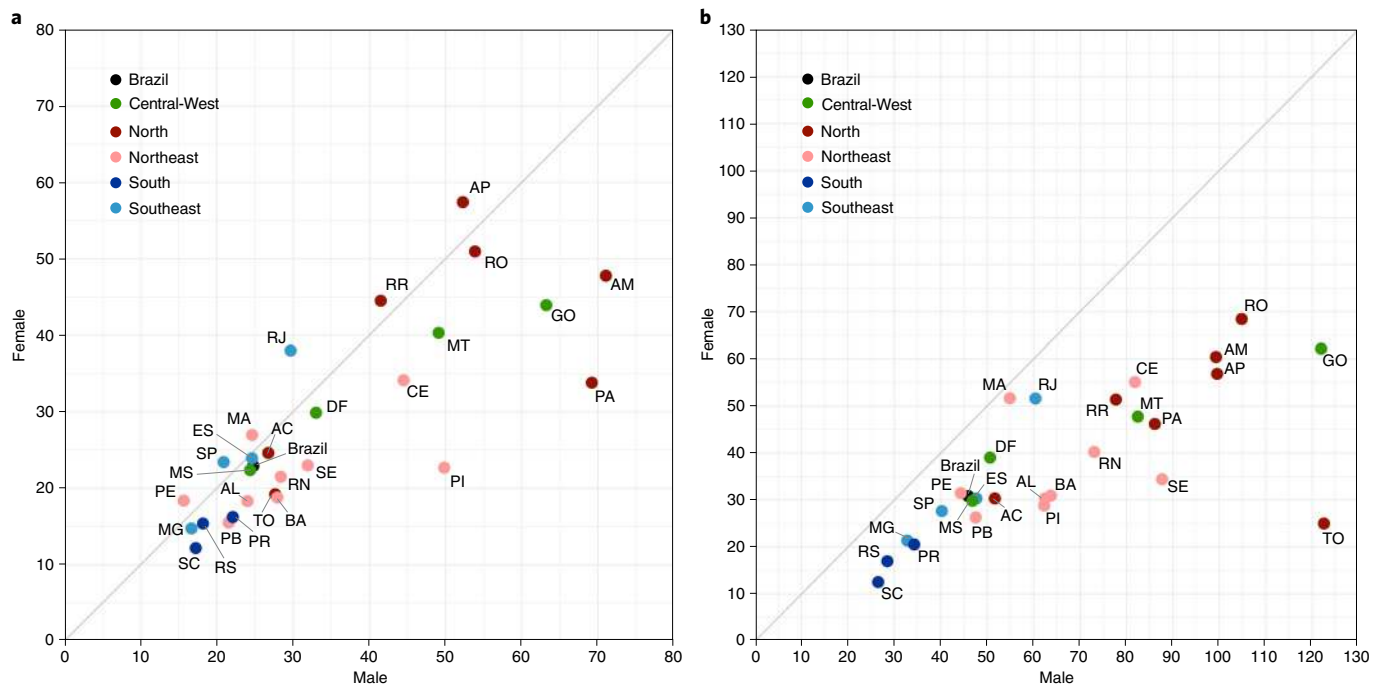 a
80
70
60
50
40
30
20
10
0
Female
Brazil
Central-West
North
Northeast
South
Southeast
AP
RO
AM
RR
GO
RJ
MT
CE
PA
DF
MA
AC
ES
Brazil
SP
MS
SE
RN
PI
PE
AL
TO
BA
MG
PB
PR
SC
RS
0 10 20 30 40 50 60 70 80
Male
b
130
120
110
100
90
80
70
60
50
40
30
20
10
0
Female
Brazil
Central-West
North
Northeast
South
Southeast
RO
AM
GO
CE
AP
MA
RJ
RR
MT
PA
DF
RN
Brazil
PE
ES
AL
BA
SE
SP
MS
AC
PI
PB
TO
MG
RS
PR
SC
0 10 20 30 40 50 60 70 80 90 100 110 120 130
Male